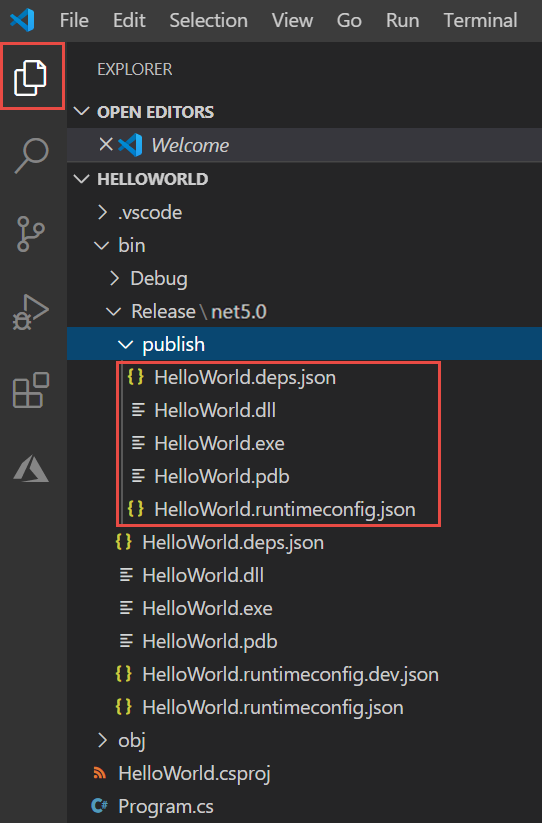 File Edit Selection View Go Run Terminal
EXPLORER
OPEN EDITORS
Welcome
HELLOWORLD
.vscode
bin
Debug
Release\net5.0
publish
{} HelloWorld.deps.json
HelloWorld.dll
HelloWorld.exe
HelloWorld.pdb
{} HelloWorld.runtimeconfig.json
{} HelloWorld.deps.json
HelloWorld.dll
HelloWorld.exe
HelloWorld.pdb
{} HelloWorld.runtimeconfig.dev.json
{} HelloWorld.runtimeconfig.json
obj
HelloWorld.csproj
C# Program.cs